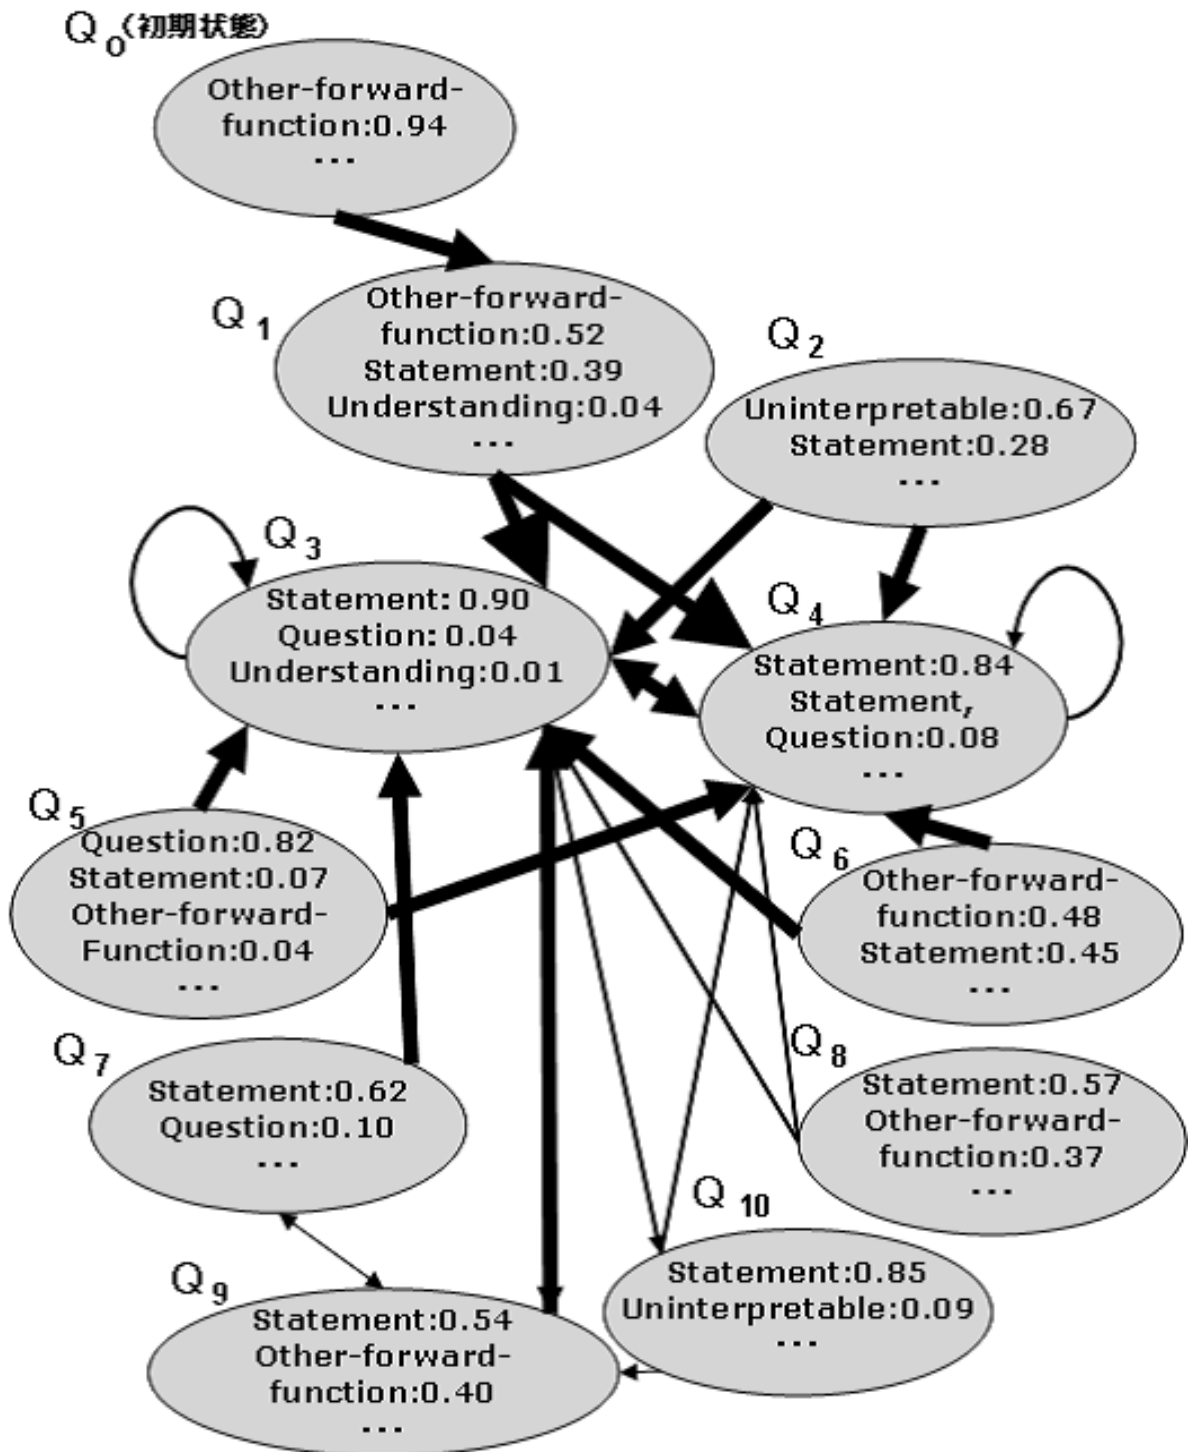 Q0(初期状態)
Other-forward-
function:0.94
...
Q1
Other-forward-
function:0.52
Statement:0.39
Understanding:0.04
...
Q2
Uninterpretable:0.67
Statement:0.28
...
Q3
Statement: 0.90
Question: 0.04
Understanding:0.01
...
Q4
Statement:0.84
Statement,
Question:0.08
...
Q5
Question:0.82
Statement:0.07
Other-forward-
Function:0.04
...
Q6
Other-forward-
function:0.48
Statement:0.45
...
Q7
Statement:0.62
Question:0.10
...
Q8
Statement:0.57
Other-forward-
function:0.37
...
Q9
Statement:0.54
Other-forward-
function:0.40
...
Q10
Statement:0.85
Uninterpretable:0.09
...